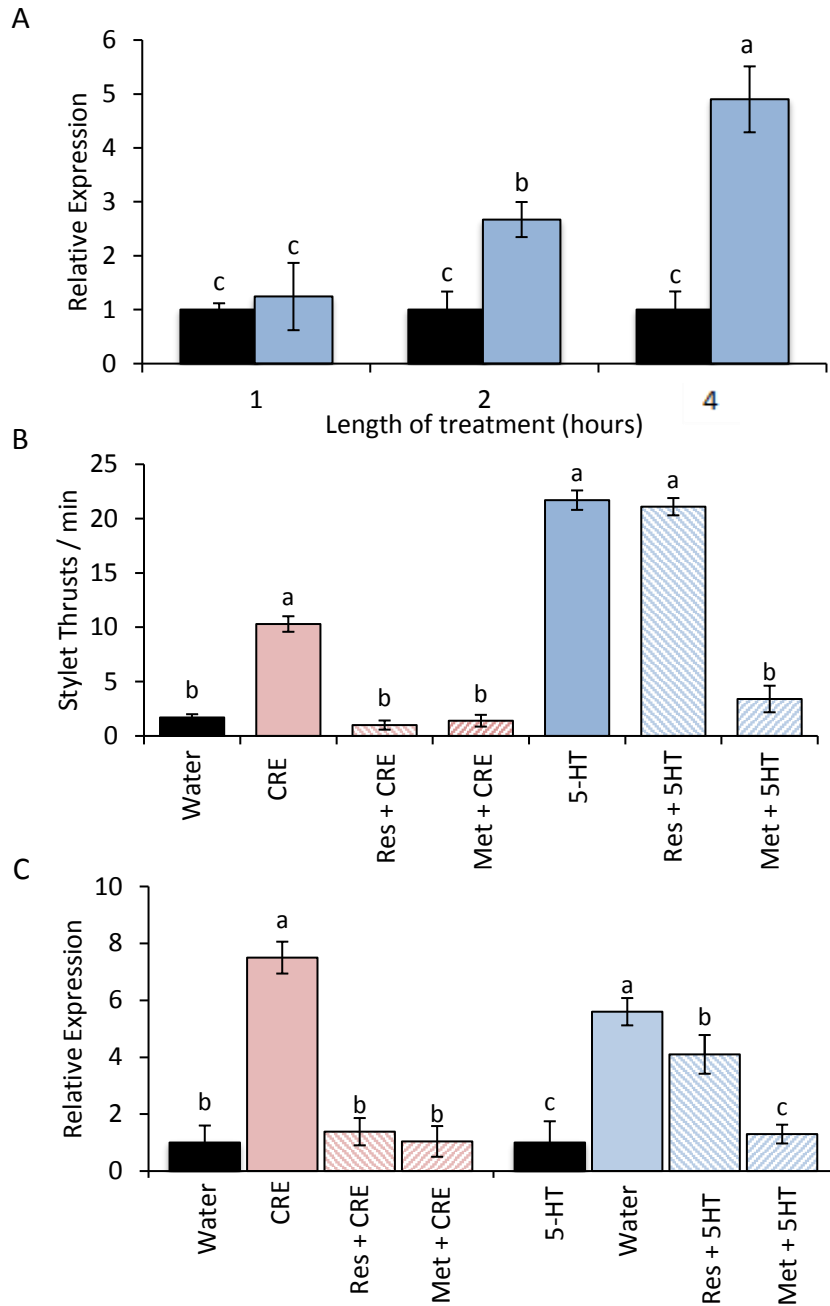 A
6
5
4
3
2
1
0
Relative Expression
c
c
c
b
c
a
1
2
4
Length of treatment (hours)
B
25
20
15
10
5
0
Stylet Thrusts / min
b
a
b
b
a
a
b
Water
CRE
Res + CRE
Met + CRE
5-HT
Res + 5HT
Met + 5HT
C
10
8
6
4
2
0
Relative Expression
b
a
b
b
c
a
b
c
Water
CRE
Res + CRE
Met + CRE
5-HT
Water
Res + 5HT
Met + 5HT